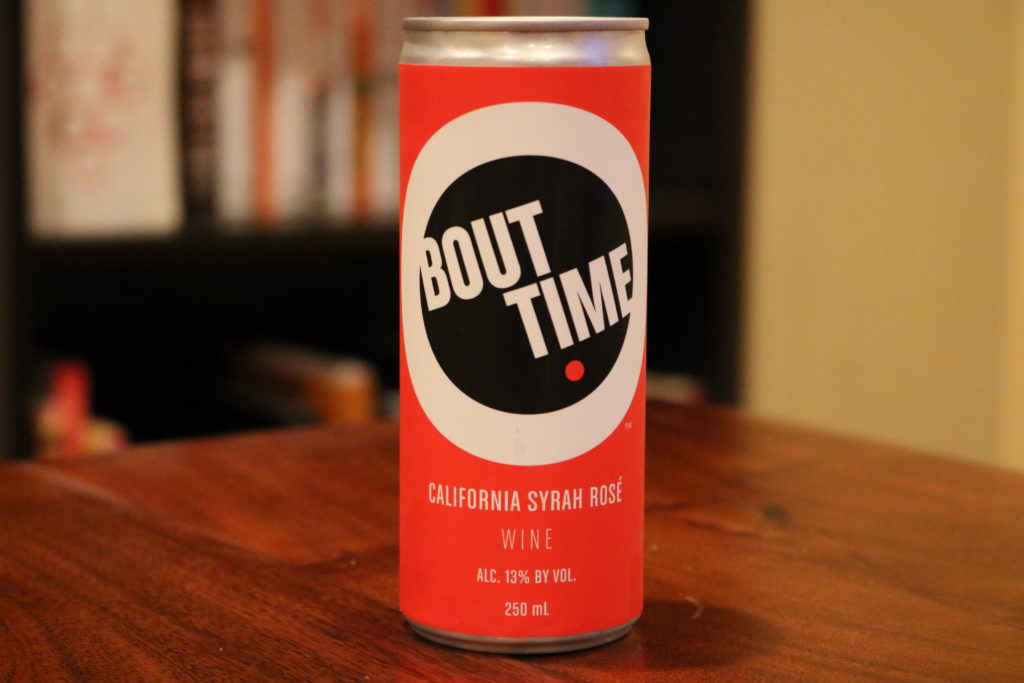 BOUT
TIME
TM
CALIFORNIA SYRAH ROSÉ
WINE
ALC. 13% BY VOL.
250 mL